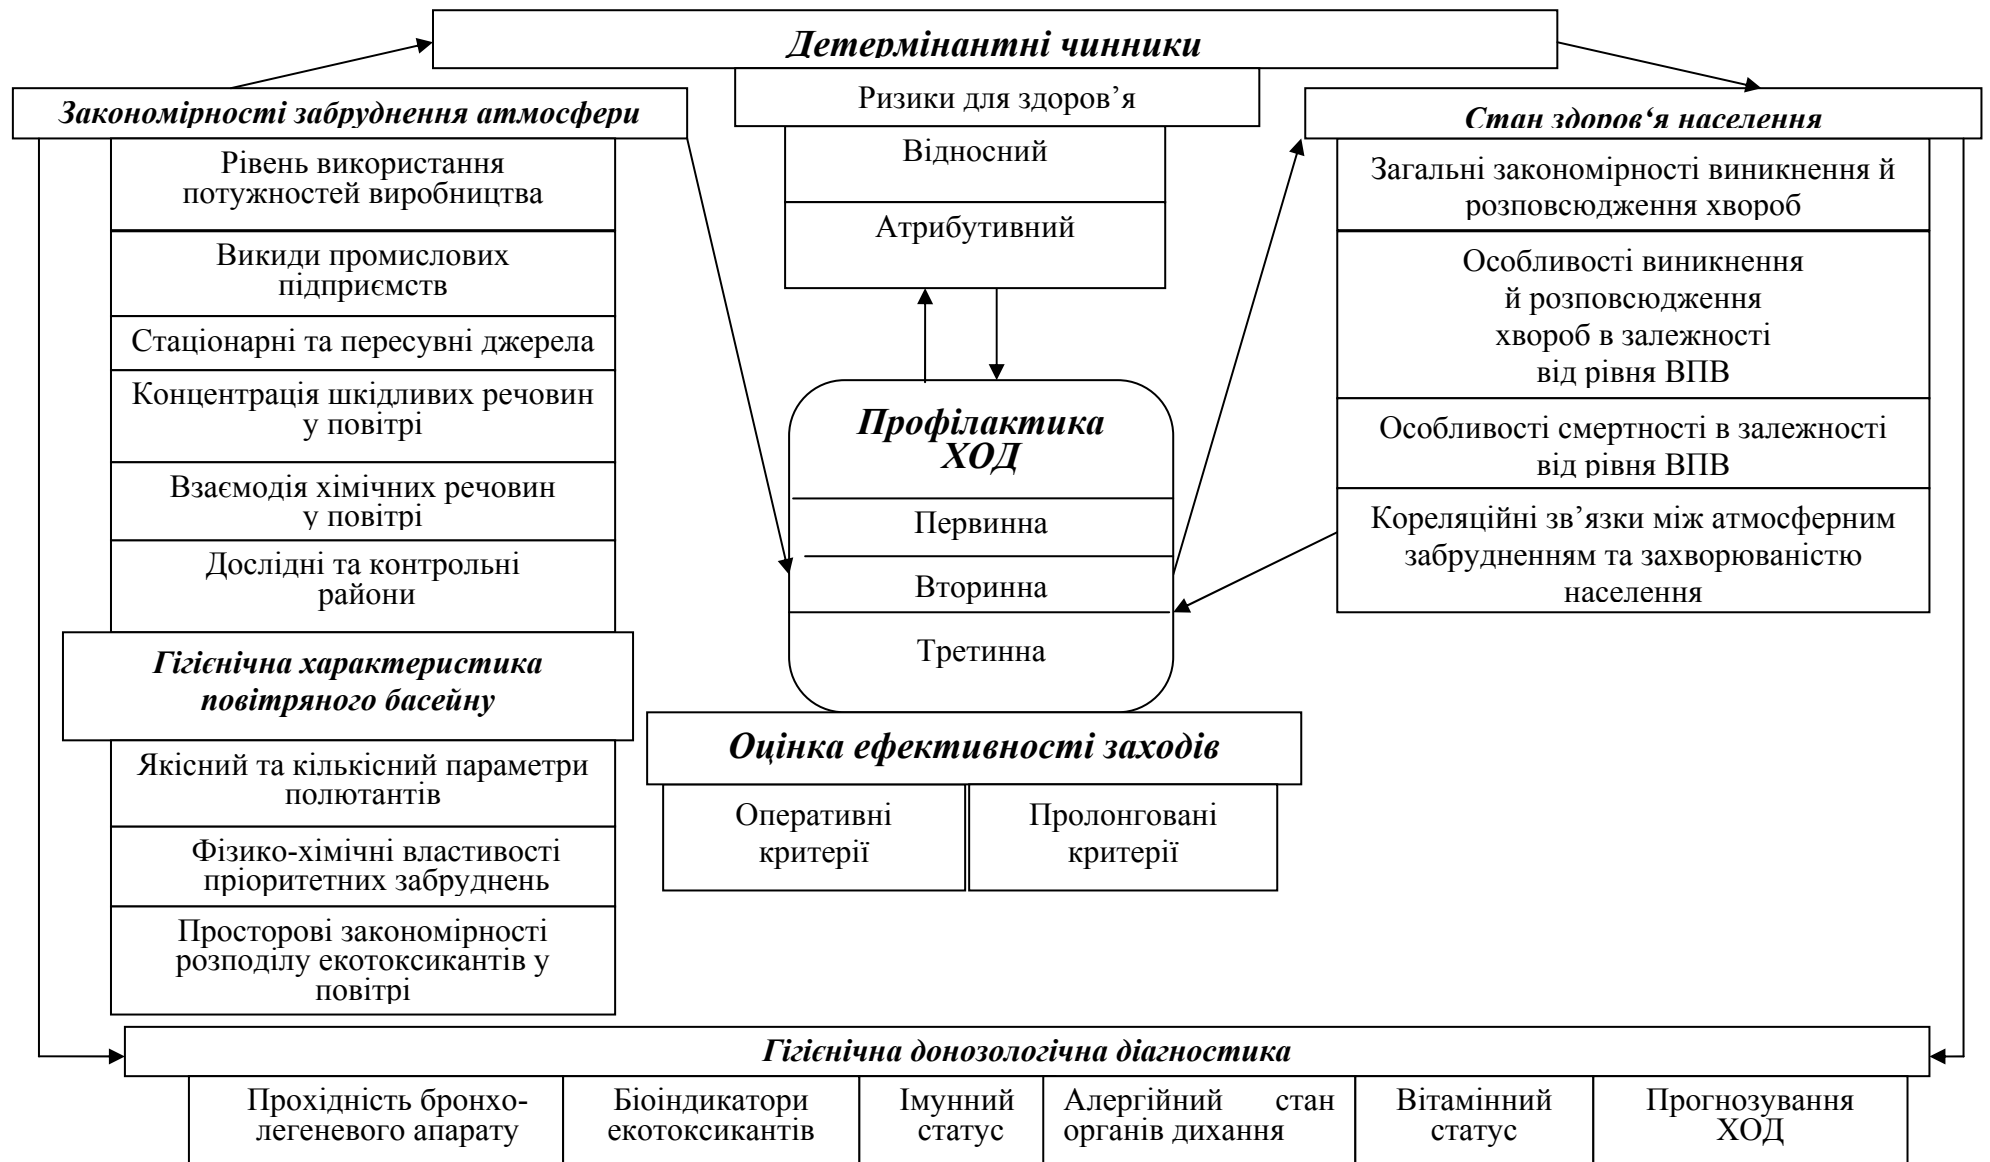 Детермінантні чинники
Ризики для здоров’я
Відносний
Атрибутивний
Закономірності забруднення атмосфери
Рівень використання
потужностей виробництва
Викиди промислових
підприємств
Стаціонарні та пересувні джерела
Концентрація шкідливих речовин
у повітрі
Взаємодія хімічних речовин
у повітрі
Дослідні та контрольні
райони
Гігієнічна характеристика
повітряного басейну
Якісний та кількісний параметри
полютантів
Фізико-хімічні властивості
пріоритетних забруднень
Просторові закономірності
розподілу екотоксикантів у
повітрі
Профілактика
ХОД
Первинна
Вторинна
Третинна
Оцінка ефективності заходів
Оперативні
критерії
Пролонговані
критерії
Стан здоров‘я населення
Загальні закономірності виникнення й
розповсюдження хвороб
Особливості виникнення
й розповсюдження
хвороб в залежності
від рівня ВПВ
Особливості смертності в залежності
від рівня ВПВ
Кореляційні зв’язки між атмосферним
забрудненням та захворюваністю
населення
Гігієнічна донозологічна діагностика
Прохідність бронхо-
легеневого апарату
Біоіндикатори
екотоксикантів
Імунний
статус
Алергійний стан
органів дихання
Вітамінний
статус
Прогнозування
ХОД